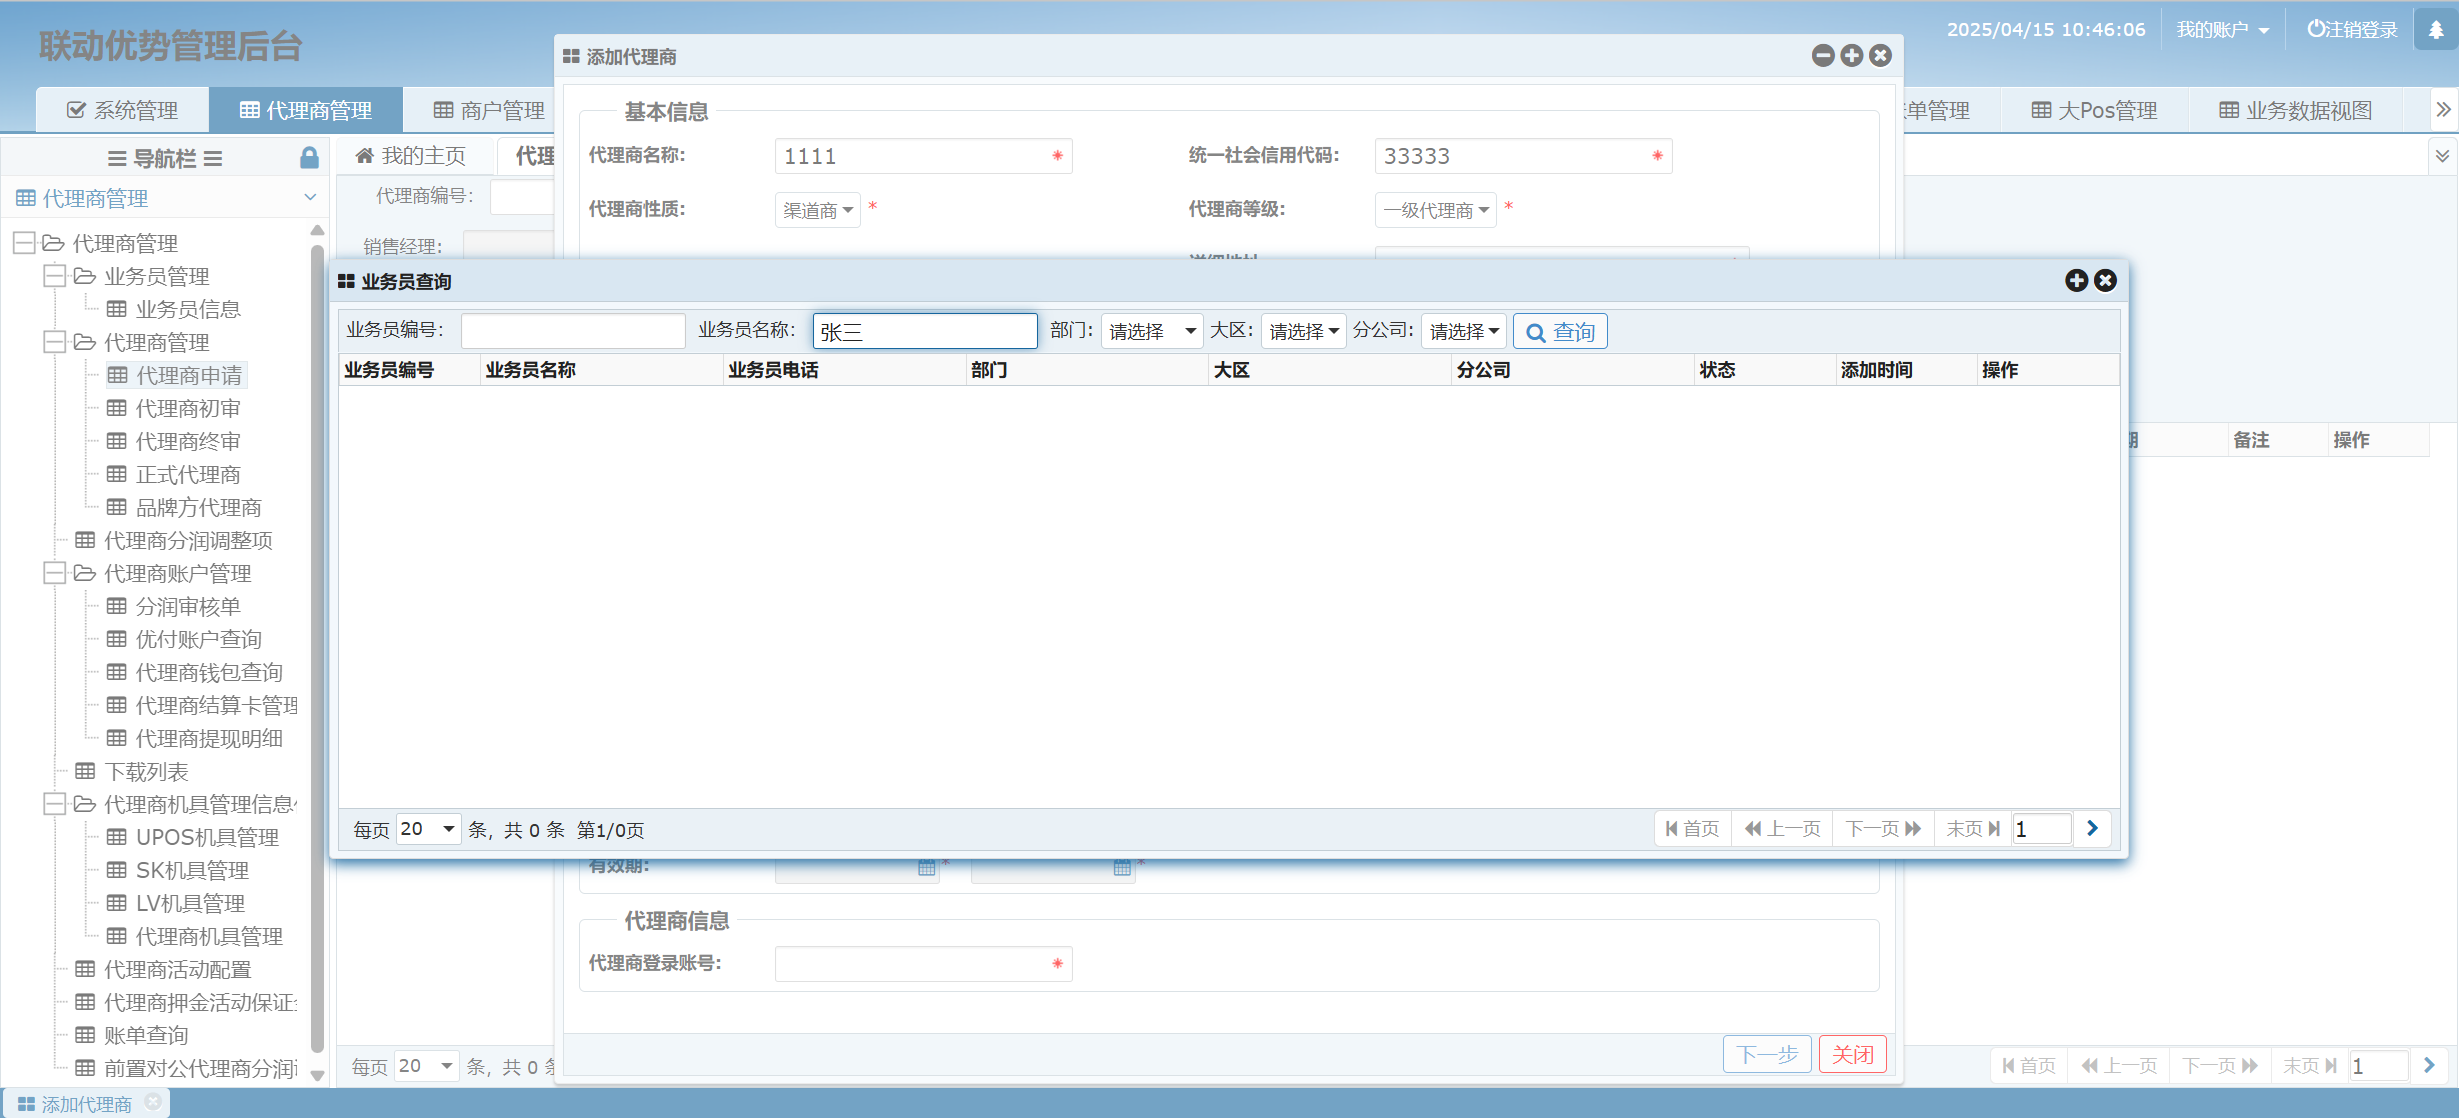 联动优势管理后台
2025/04/15 10:46:06 我的账户 注销登录
系统管理 代理商管理 商户管理 单管理 大Pos管理 业务数据视图
导航栏
代理商管理
代理商管理
业务员管理
业务员信息
代理商管理
代理商申请
代理商初审
代理商终审
正式代理商
品牌方代理商
代理商分润调整项
代理商账户管理
分润审核单
优付账户查询
代理商钱包查询
代理商结算卡管理
代理商提现明细
下载列表
代理商机具管理信息
UPOS机具管理
SK机具管理
LV机具管理
代理商机具管理
代理商活动配置
代理商押金活动保证
账单查询
前置对公代理商分润
我的主页 代理
代理商编号:
销售经理:
备注 操作
每页 20 条, 共 0
首页 上一页 下一页 末页 1
添加代理商
基本信息
代理商名称: 1111 * 统一社会信用代码: 33333 *
代理商性质: 渠道商 * 代理商等级: 一级代理商 *
业务员查询
业务员编号: 业务员名称: 张三 部门: 请选择 大区: 请选择 分公司: 请选择 查询
业务员编号 业务员名称 业务员电话 部门 大区 分公司 状态 添加时间 操作
每页 20 条, 共 0 条 第1/0页 首页 上一页 下一页 末页 1
有效期: * *
代理商信息
代理商登录账号: *
下一步 关闭
添加代理商